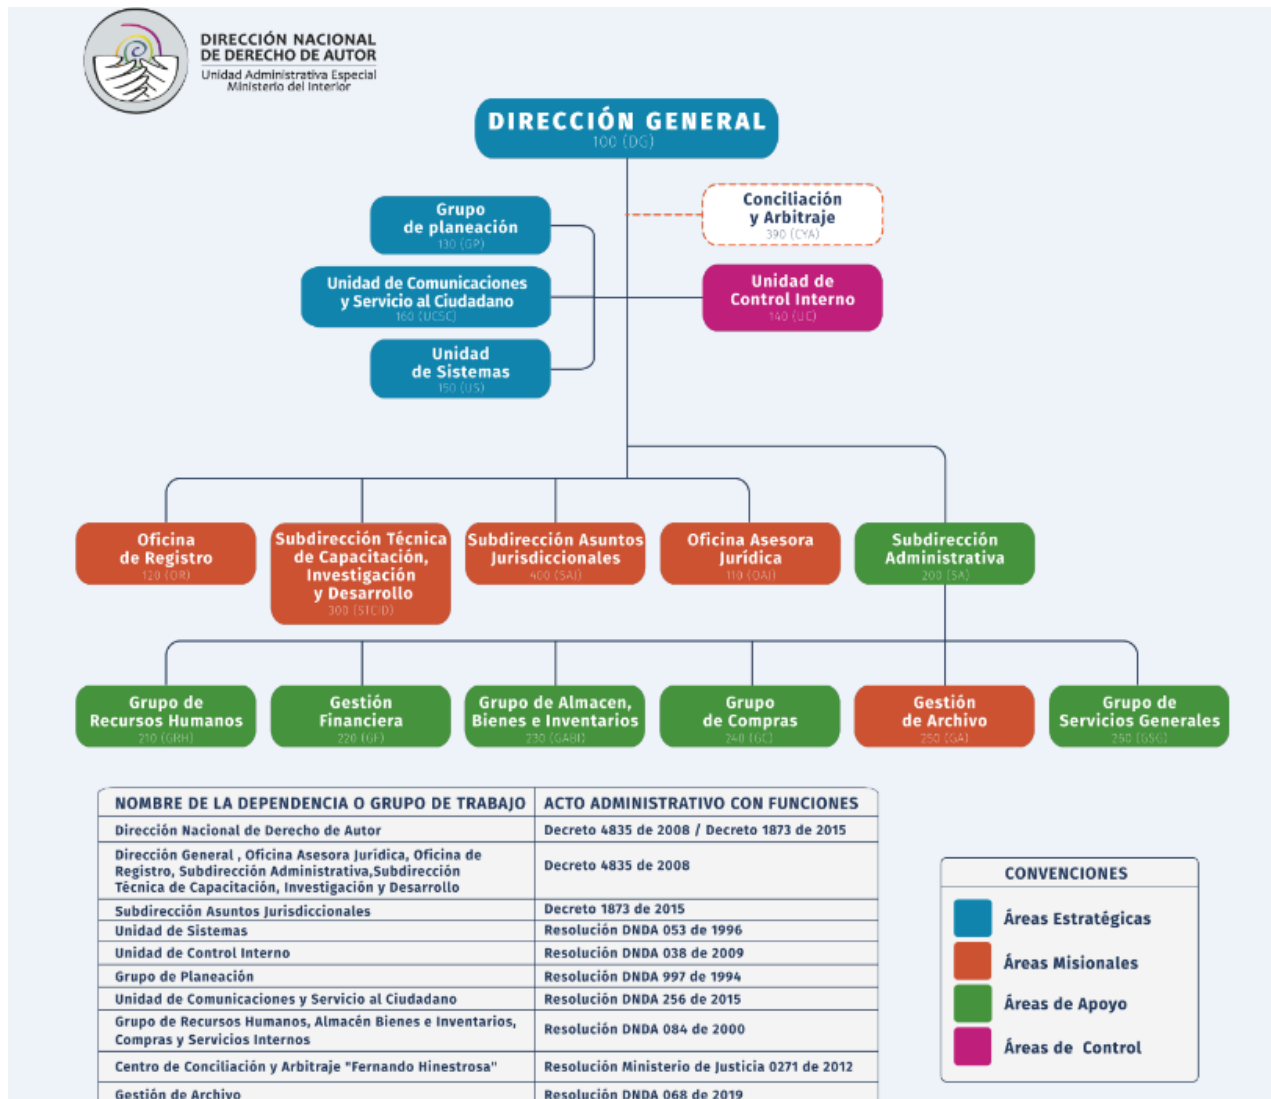 DIRECCIÓN NACIONAL
DE DERECHO DE AUTOR
Unidad Administrativa Especial
Ministerio del Interior
DIRECCIÓN GENERAL
100 (DG)
Grupo
de planeación
130 (GP)
Conciliación
y Arbitraje
390 (CYA)
Unidad de Comunicaciones
y Servicio al Ciudadano
160 (UCSC)
Unidad de
Control Interno
140 (UC)
Unidad
de Sistemas
150 (US)
Oficina
de Registro
120 (OR)
Subdirección Técnica
de Capacitación,
Investigación
y Desarrollo
300 (STCID)
Subdirección Asuntos
Jurisdiccionales
400 (SAJ)
Oficina Asesora
Jurídica
110 (OAJ)
Subdirección
Administrativa
200 (SA)
Grupo de
Recursos Humanos
210 (GRH)
Gestión
Financiera
220 (GF)
Grupo de Almacen,
Bienes e Inventarios
230 (GABI)
Grupo
de Compras
240 (GC)
Gestión
de Archivo
250 (GA)
Grupo de
Servicios Generales
260 (GSG)
NOMBRE DE LA DEPENDENCIA O GRUPO DE TRABAJO ACTO ADMINISTRATIVO CON FUNCIONES
Dirección Nacional de Derecho de Autor Decreto 4835 de 2008 / Decreto 1873 de 2015
Dirección General , Oficina Asesora Jurídica, Oficina de
Registro, Subdirección Administrativa,Subdirección
Técnica de Capacitación, Investigación y Desarrollo
Decreto 4835 de 2008
Subdirección Asuntos Jurisdiccionales Decreto 1873 de 2015
Unidad de Sistemas Resolución DNDA 053 de 1996
Unidad de Control Interno Resolución DNDA 038 de 2009
Grupo de Planeación Resolución DNDA 997 de 1994
Unidad de Comunicaciones y Servicio al Ciudadano Resolución DNDA 256 de 2015
Grupo de Recursos Humanos, Almacén Bienes e Inventarios,
Compras y Servicios Internos
Resolución DNDA 084 de 2000
Centro de Conciliación y Arbitraje "Fernando Hinestrosa" Resolución Ministerio de Justicia 0271 de 2012
Gestión de Archivo Resolución DNDA 068 de 2019
CONVENCIONES
Áreas Estratégicas
Áreas Misionales
Áreas de Apoyo
Áreas de Control